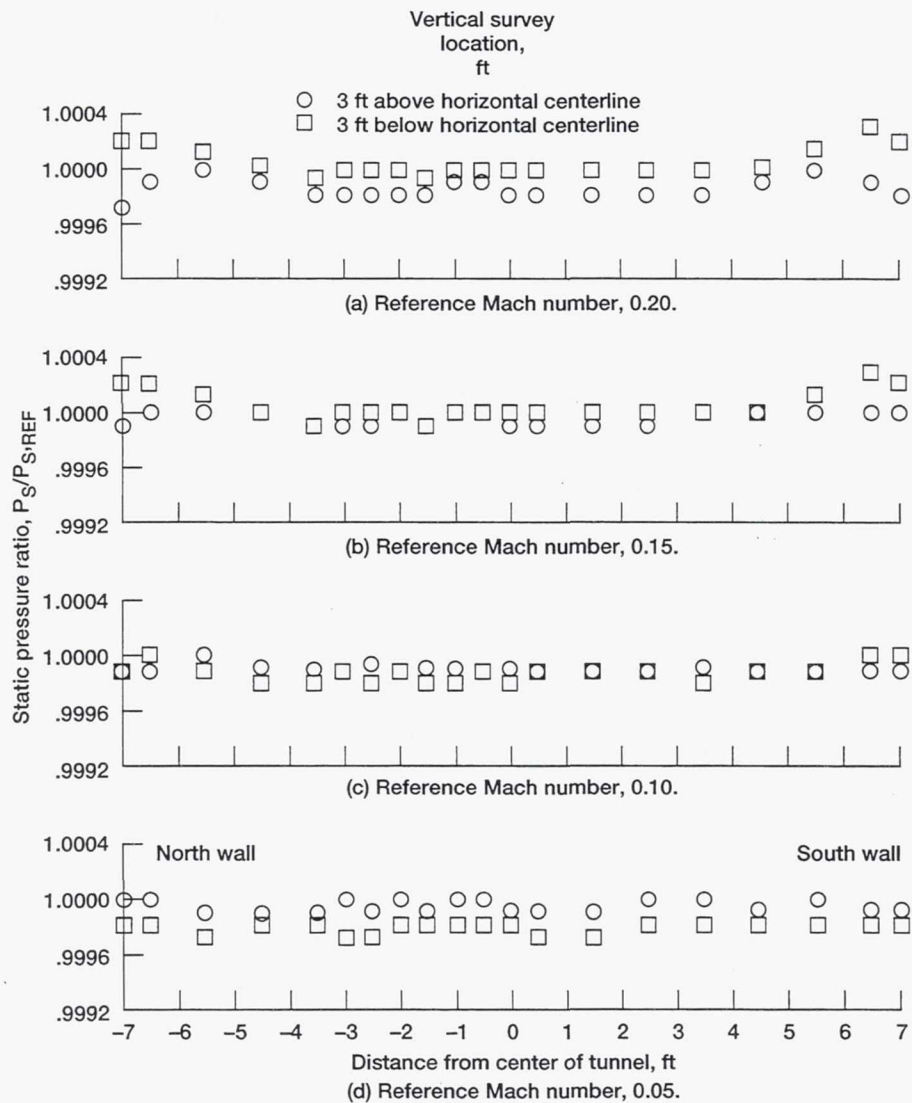 Vertical survey
location,
ft
3 ft above horizontal centerline
3 ft below horizontal centerline
1.0004
1.0000
.9996
.9992
(a) Reference Mach number, 0.20.
Static pressure ratio, PS/PS,REF
1.0004
1.0000
.9996
.9992
(b) Reference Mach number, 0.15.
1.0004
1.0000
.9996
.9992
(c) Reference Mach number, 0.10.
1.0004
1.0000
.9996
.9992
North wall
South wall
–7 –6 –5 –4 –3 –2 –1 0 1 2 3 4 5 6 7
Distance from center of tunnel, ft
(d) Reference Mach number, 0.05.